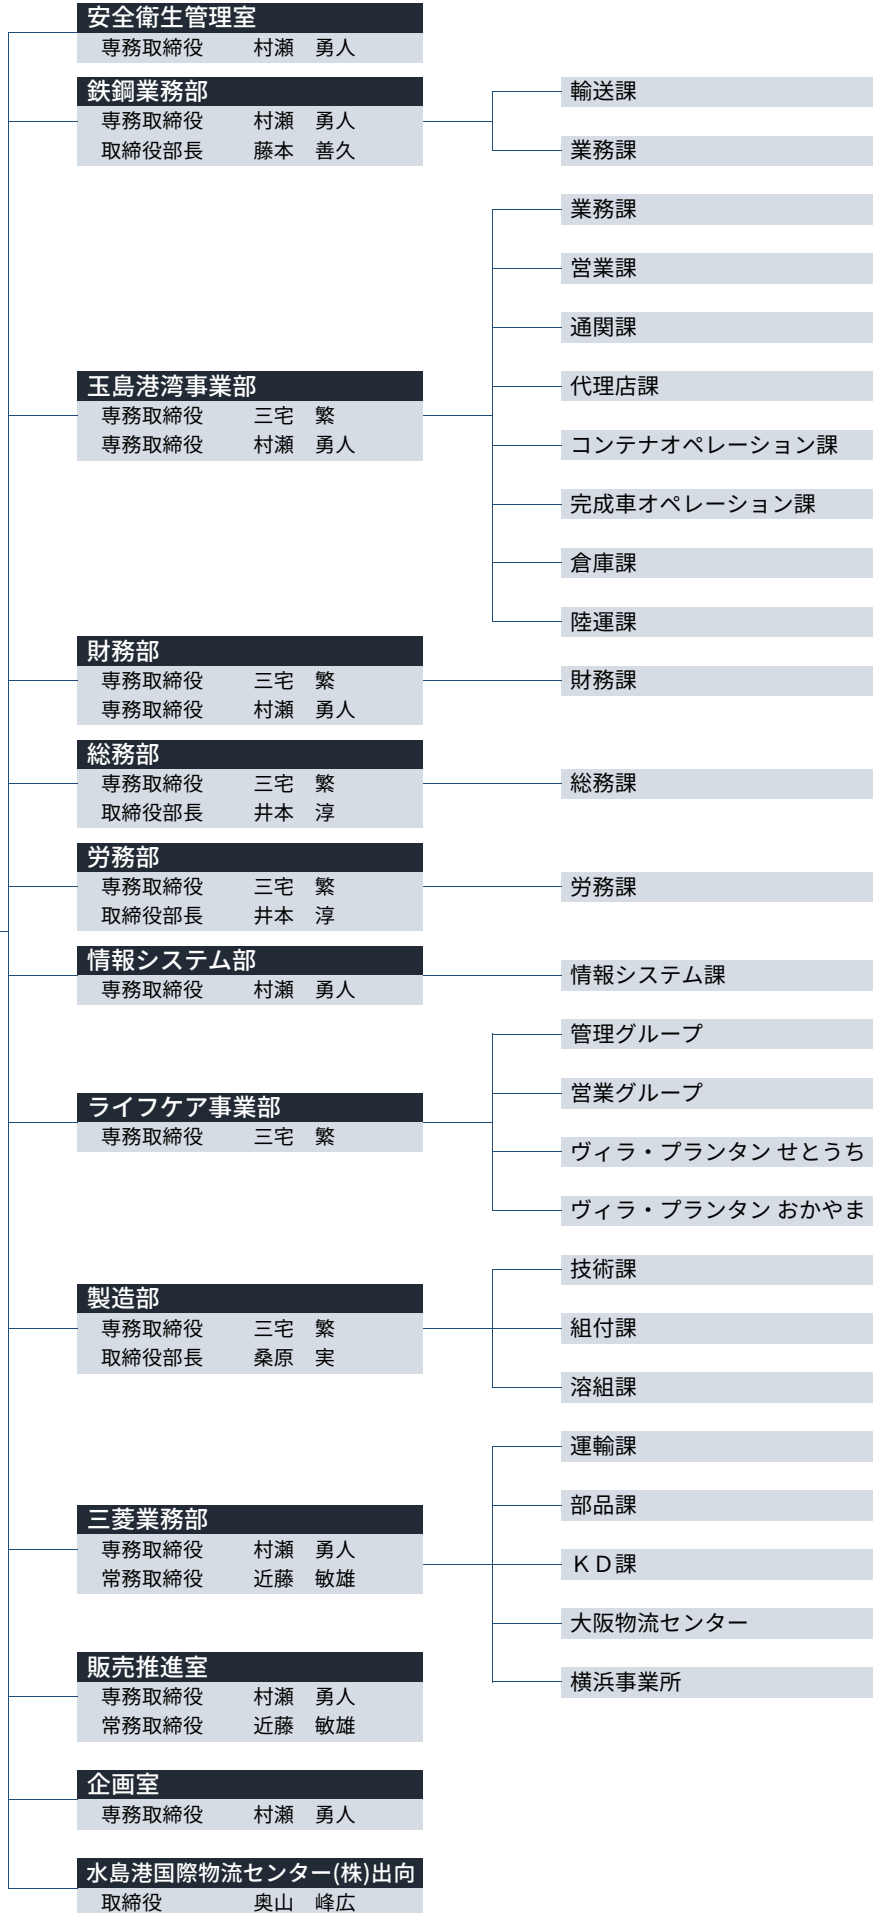 安全衛生管理室
専務取締役　村瀬　勇人
鉄鋼業務部
専務取締役　村瀬　勇人
取締役部長　藤本　善久
輸送課
業務課
玉島港湾事業部
専務取締役　三宅　繁
専務取締役　村瀬　勇人
業務課
営業課
通関課
代理店課
コンテナオペレーション課
完成車オペレーション課
倉庫課
陸運課
財務部
専務取締役　三宅　繁
専務取締役　村瀬　勇人
財務課
総務部
専務取締役　三宅　繁
取締役部長　井本　淳
総務課
労務部
専務取締役　三宅　繁
取締役部長　井本　淳
労務課
情報システム部
専務取締役　村瀬　勇人
情報システム課
ライフケア事業部
専務取締役　三宅　繁
管理グループ
営業グループ
ヴィラ・プランタン せとうち
ヴィラ・プランタン おかやま
製造部
専務取締役　三宅　繁
取締役部長　桑原　実
技術課
組付課
溶組課
三菱業務部
専務取締役　村瀬　勇人
常務取締役　近藤　敏雄
運輸課
部品課
ＫＤ課
大阪物流センター
横浜事業所
販売推進室
専務取締役　村瀬　勇人
常務取締役　近藤　敏雄
企画室
専務取締役　村瀬　勇人
水島港国際物流センター(株)出向
取締役　奥山　峰広